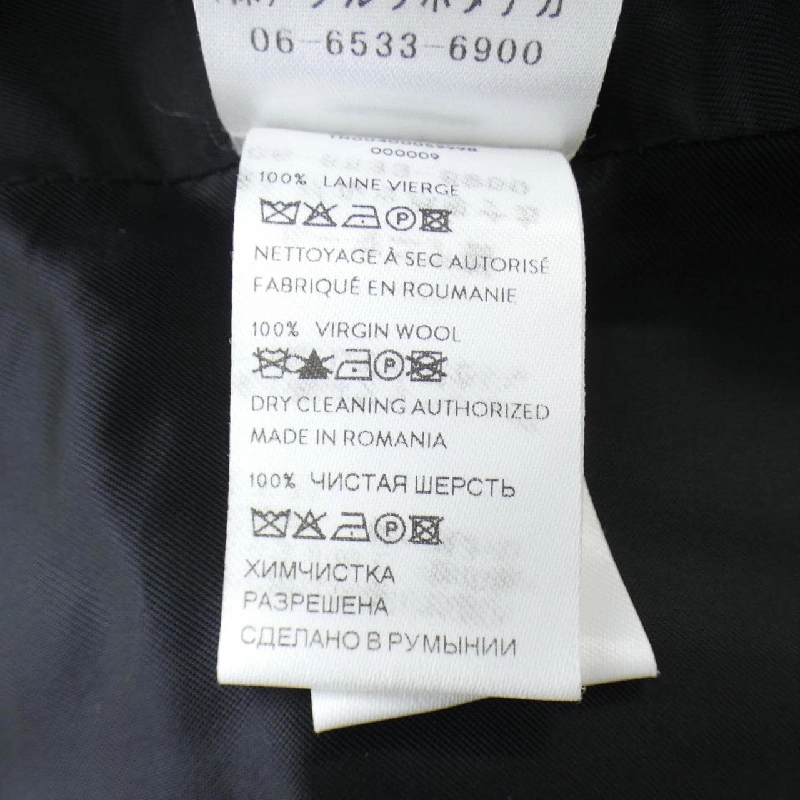 06-6533-6900
000009
100% LAINE VIERGE
NETTOYAGE À SEC AUTORISÉ
FABRIQUÉ EN ROUMANIE
100% VIRGIN WOOL
DRY CLEANING AUTHORIZED
MADE IN ROMANIA
100% ЧИСТАЯ ШЕРСТЬ
ХИМЧИСТКА
РАЗРЕШЕНА
СДЕЛАНО В РУМЫНИИ